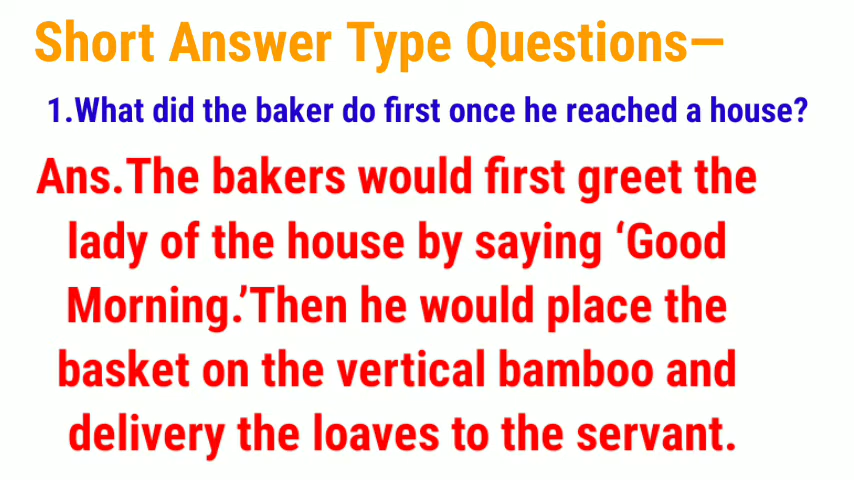 Short Answer Type Questions—
1.What did the baker do first once he reached a house?
Ans.The bakers would first greet the
lady of the house by saying ‘Good
Morning.’Then he would place the
basket on the vertical bamboo and
delivery the loaves to the servant.